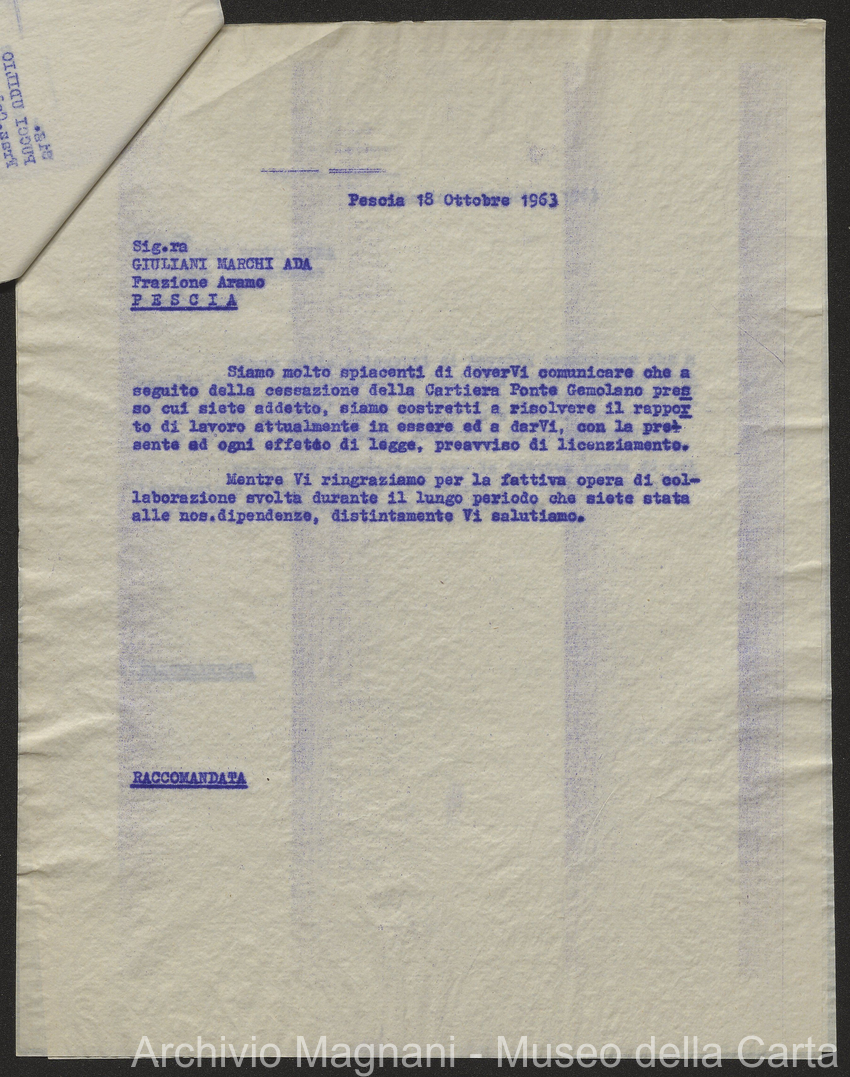 PUCCI UDILIO
Pescia 18 Ottobre 1963
Sig.ra
GIULIANI MARCHI ADA
Frazione Aramo
P E S C I A
Siamo molto spiacenti di doverVi comunicare che a
seguito della cessazione della Cartiera Ponte Gemolano pres
so cui siete addetto, siamo costretti a risolvere il rappor
to di lavoro attualmente in essere ed a darVi, con la pre
sente ad ogni effetto di legge, preavviso di licenziamento.
Mentre Vi ringraziamo per la fattiva opera di col-
laborazione svolta durante il lungo periodo che siete stata
alle nos.dipendenze, distintamente Vi salutiamo.
RACCOMANDATA
Archivio Magnani - Museo della Carta